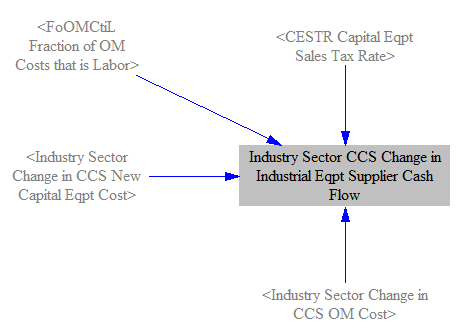 <FoOMCtiL
Fraction of OM
Costs that is Labor>
<CESTR Capital Eqpt
Sales Tax Rate>
<Industry Sector
Change in CCS New
Capital Eqpt Cost>
Industry Sector CCS Change in
Industrial Eqpt Supplier Cash
Flow
<Industry Sector Change in
CCS OM Cost>